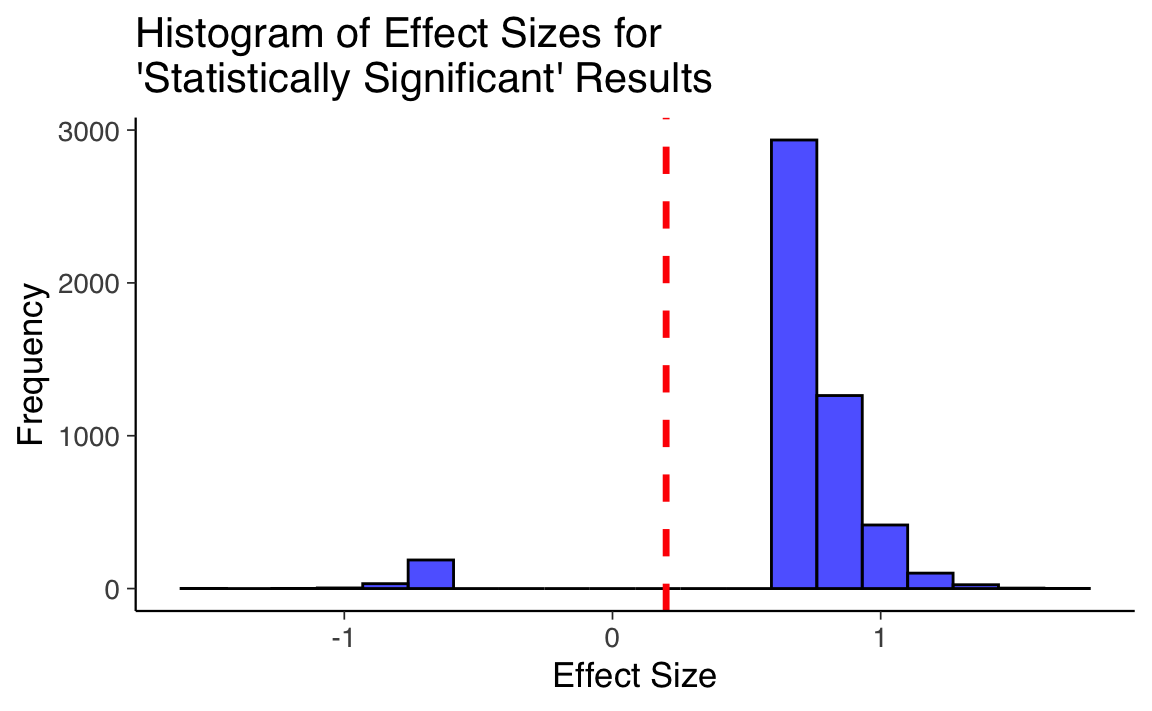 Histogram of Effect Sizes for
'Statistically Significant' Results
3000
2000
1000
0
Frequency
-1
0
1
Effect Size